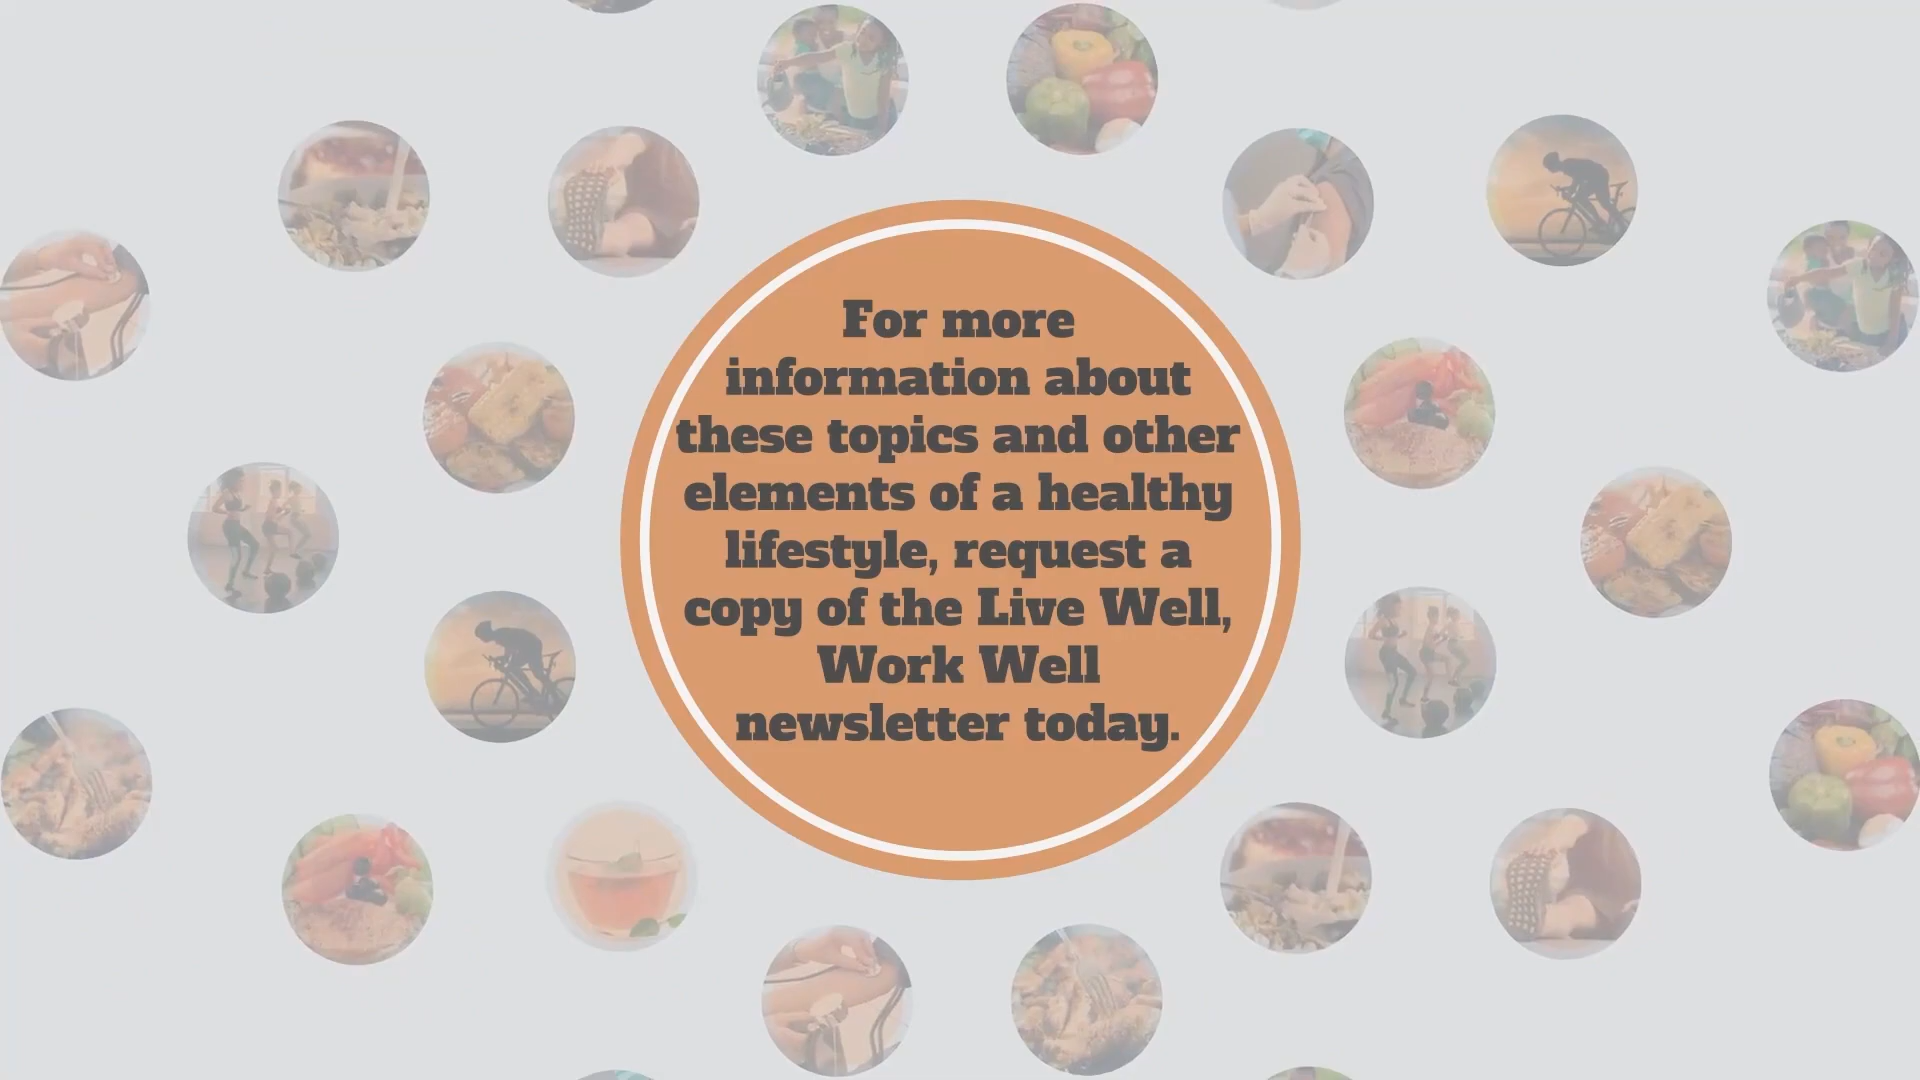 For more
information about
these topics and other
elements of a healthy
lifestyle, request a
copy of the Live Well,
Work Well
newsletter today.